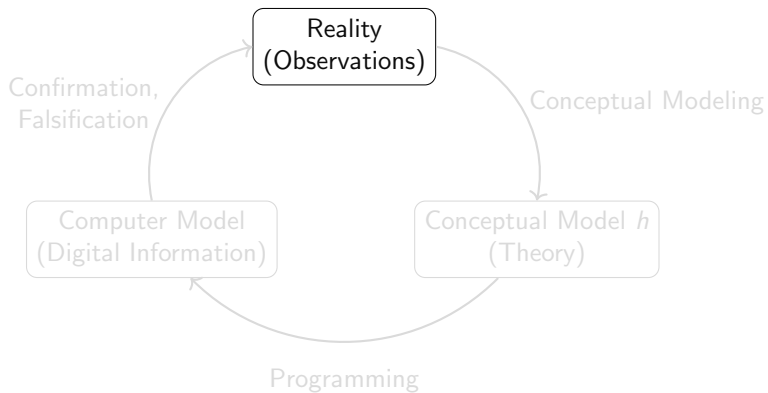 Reality
(Observations)
Confirmation,
Falsification
Conceptual Modeling
Computer Model
(Digital Information)
Conceptual Model h
(Theory)
Programming